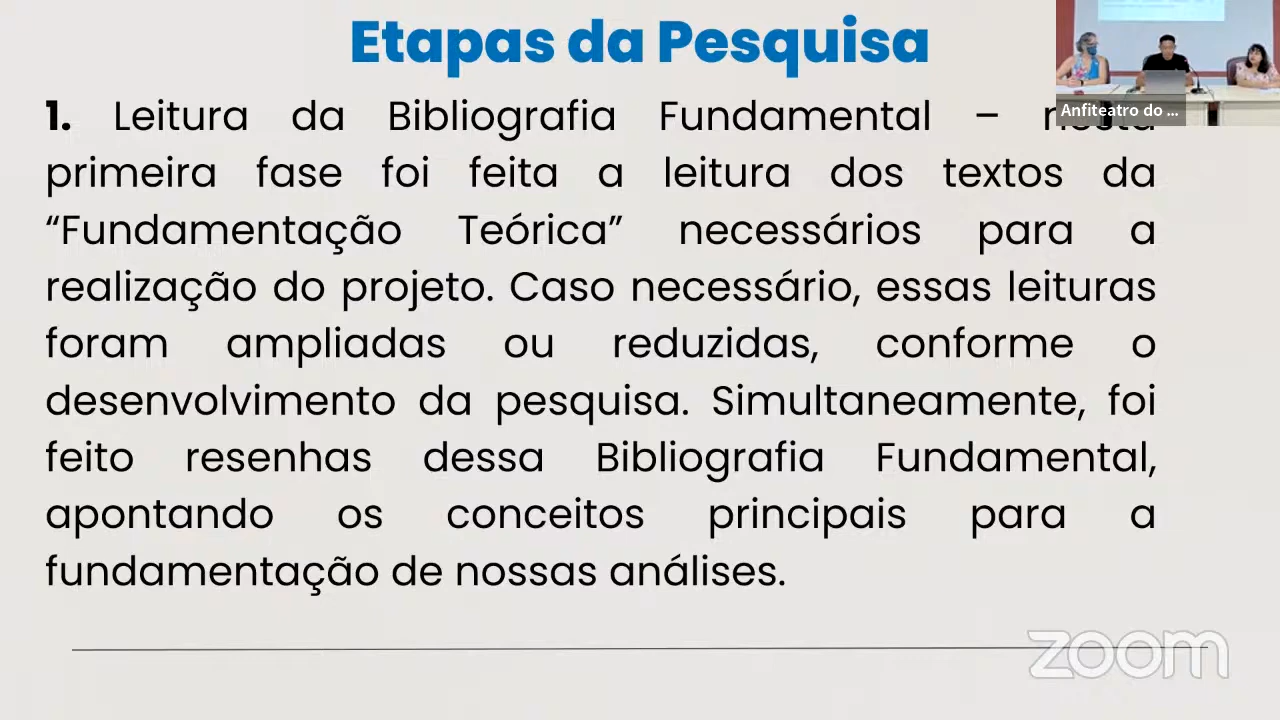 Etapas da Pesquisa
1. Leitura da Bibliografia Fundamental – nesta
primeira fase foi feita a leitura dos textos da
“Fundamentação Teórica” necessários para a
realização do projeto. Caso necessário, essas leituras
foram ampliadas ou reduzidas, conforme o
desenvolvimento da pesquisa. Simultaneamente, foi
feito resenhas dessa Bibliografia Fundamental,
apontando os conceitos principais para a
fundamentação de nossas análises.
Anfiteatro do ...
zoom